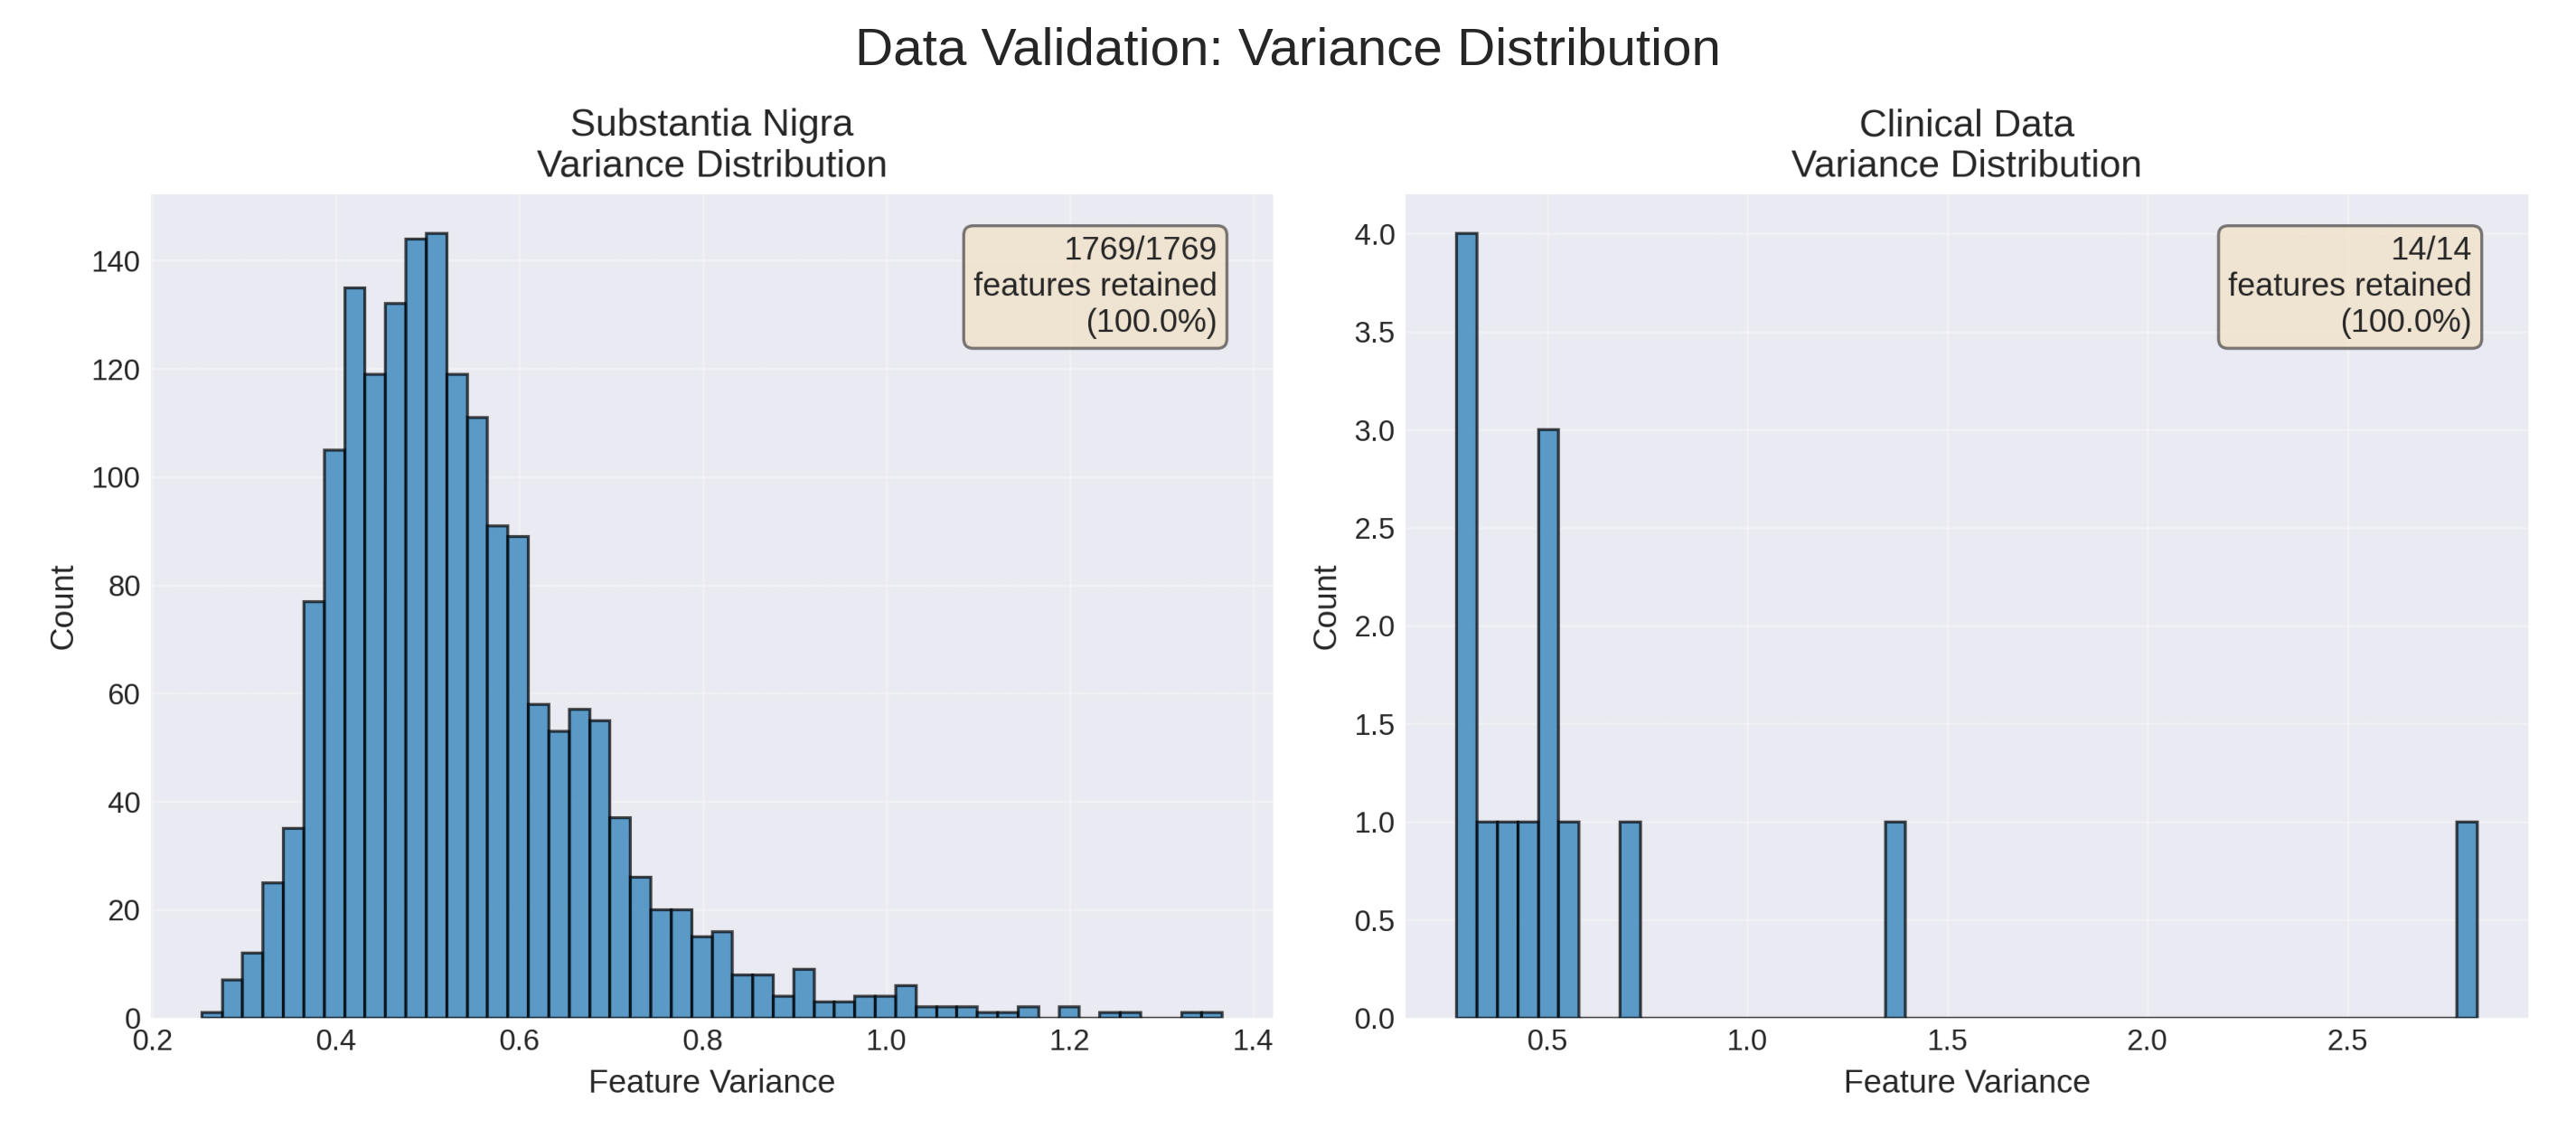 Data Validation: Variance Distribution
Substantia Nigra
Variance Distribution
1769/1769
features retained
(100.0%)
Count
140
120
100
80
60
40
20
0
0.2 0.4 0.6 0.8 1.0 1.2 1.4
Feature Variance
Clinical Data
Variance Distribution
14/14
features retained
(100.0%)
Count
4.0
3.5
3.0
2.5
2.0
1.5
1.0
0.5
0.0
0.5 1.0 1.5 2.0 2.5
Feature Variance